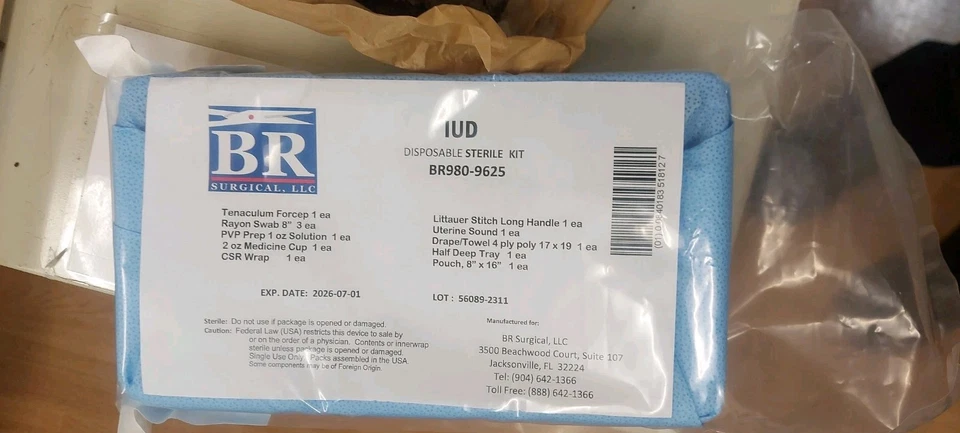 BR
SURGICAL, LLC
IUD
DISPOSABLE STERILE KIT
BR980-9625
Tenaculum Forcep 1 ea
Rayon Swab 8" 3 ea
PVP Prep 1 oz Solution 1 ea
2 oz Medicine Cup 1 ea
CSR Wrap 1 ea
Littauer Stitch Long Handle 1 ea
Uterine Sound 1 ea
Drape/Towel 4 ply poly 17 x 19 1 ea
Half Deep Tray 1 ea
Pouch, 8" x 16" 1 ea
EXP. DATE: 2026-07-01
LOT : 56089-2311
Sterile: Do not use if package is opened or damaged.
Caution: Federal Law (USA) restricts this device to sale by
or on the order of a physician. Contents or innerwrap
sterile unless package is opened or damaged
Single Use Only. Packs assembled in the USA
Some components may be of Foreign Origin
Manufactured for:
BR Surgical, LLC
3500 Beachwood Court, Suite 107
Jacksonville, FL 32224
Tel: (904) 642-1366
Toll Free: (888) 642-1366